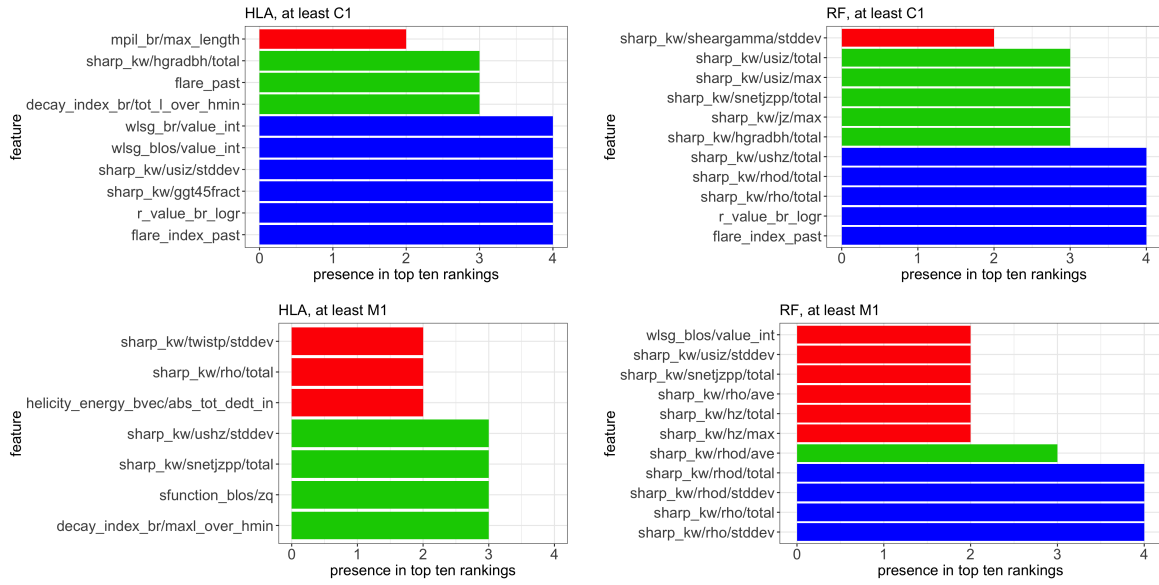 HLA, at least C1
feature
mpil_br/max_length
sharp_kw/hgradbh/total
flare_past
decay_index_br/tot_l_over_hmin
wlsg_br/value_int
wlsg_blos/value_int
sharp_kw/usiz/stddev
sharp_kw/ggt45fract
r_value_br_logr
flare_index_past
0 1 2 3 4
presence in top ten rankings
RF, at least C1
feature
sharp_kw/sheargamma/stddev
sharp_kw/usiz/total
sharp_kw/usiz/max
sharp_kw/snetjzpp/total
sharp_kw/jz/max
sharp_kw/hgradbh/total
sharp_kw/ushz/total
sharp_kw/rhod/total
sharp_kw/rho/total
r_value_br_logr
flare_index_past
0 1 2 3 4
presence in top ten rankings
HLA, at least M1
feature
sharp_kw/twistp/stddev
sharp_kw/rho/total
helicity_energy_bvec/abs_tot_dedt_in
sharp_kw/ushz/stddev
sharp_kw/snetjzpp/total
sfunction_blos/zq
decay_index_br/maxl_over_hmin
0 1 2 3 4
presence in top ten rankings
RF, at least M1
feature
wlsg_blos/value_int
sharp_kw/usiz/stddev
sharp_kw/snetjzpp/total
sharp_kw/rho/ave
sharp_kw/hz/total
sharp_kw/hz/max
sharp_kw/rhod/ave
sharp_kw/rhod/total
sharp_kw/rhod/stddev
sharp_kw/rho/total
sharp_kw/rho/stddev
0 1 2 3 4
presence in top ten rankings